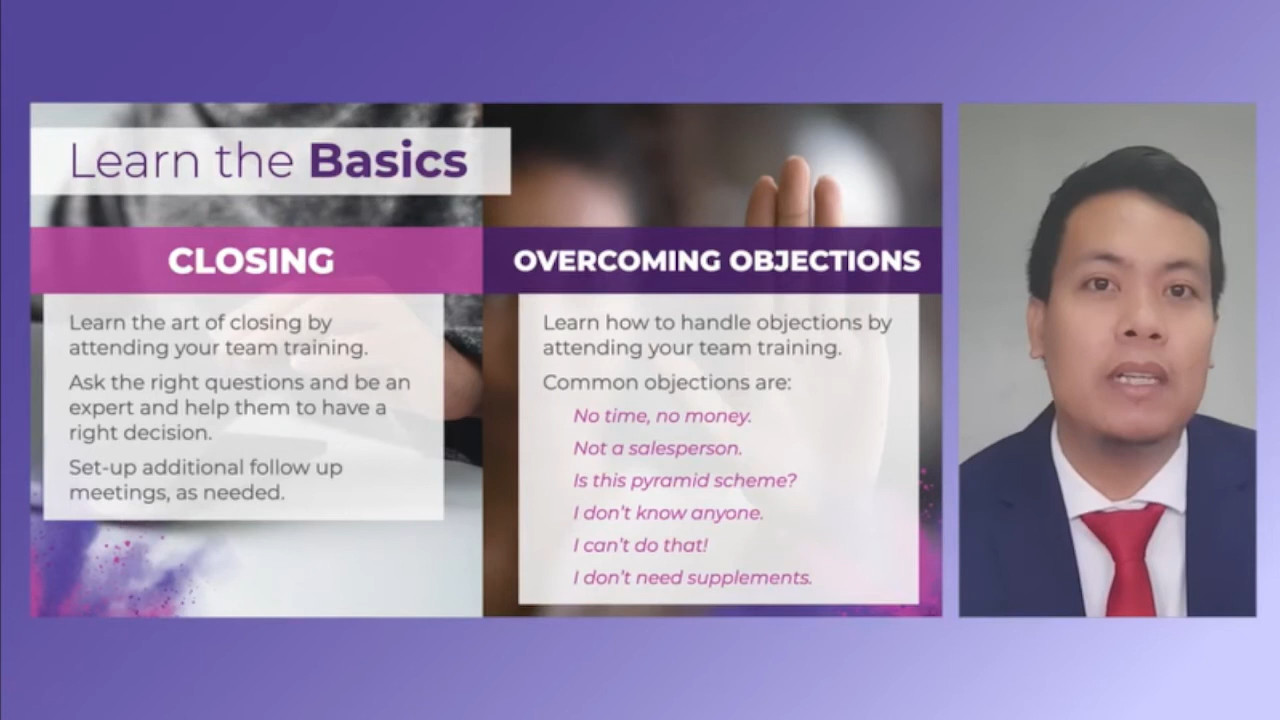 Learn the Basics
CLOSING
Learn the art of closing by
attending your team training.
Ask the right questions and be an
expert and help them to have a
right decision.
Set-up additional follow up
meetings, as needed.
OVERCOMING OBJECTIONS
Learn how to handle objections by
attending your team training.
Common objections are:
No time, no money.
Not a salesperson.
Is this pyramid scheme?
I don't know anyone.
I can't do that!
I don't need supplements.